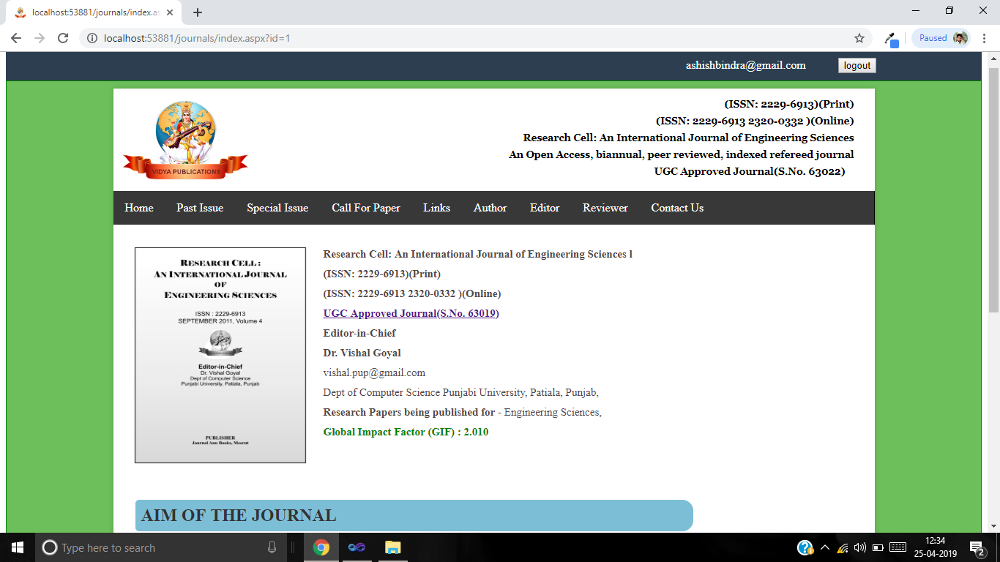 localhost:53881/journals/index.as
localhost:53881/journals/index.aspx?id=1
Paused
ashishbindra@gmail.com
logout
VIDYA PUBLICATIONS
(ISSN: 2229-6913)(Print)
(ISSN: 2229-6913 2320-0332 )(Online)
Research Cell: An International Journal of Engineering Sciences
An Open Access, biannual, peer reviewed, indexed refereed journal
UGC Approved Journal(S.No. 63022)
Home Past Issue Special Issue Call For Paper Links Author Editor Reviewer Contact Us
RESEARCH CELL :
AN INTERNATIONAL JOURNAL
OF
ENGINEERING SCIENCES
ISSN : 2229-6913
SEPTEMBER 2011, Volume 4
Editor-in-Chief
Dr. Vishal Goyal
Dept of Computer Science
Punjabi University, Patiala, Punjab
PUBLISHER
Journal Anu Books, Meerut
Research Cell: An International Journal of Engineering Sciences l
(ISSN: 2229-6913)(Print)
(ISSN: 2229-6913 2320-0332 )(Online)
UGC Approved Journal(S.No. 63019)
Editor-in-Chief
Dr. Vishal Goyal
vishal.pup@gmail.com
Dept of Computer Science Punjabi University, Patiala, Punjab,
Research Papers being published for - Engineering Sciences,
Global Impact Factor (GIF) : 2.010
AIM OF THE JOURNAL
Type here to search
12:34
25-04-2019
2